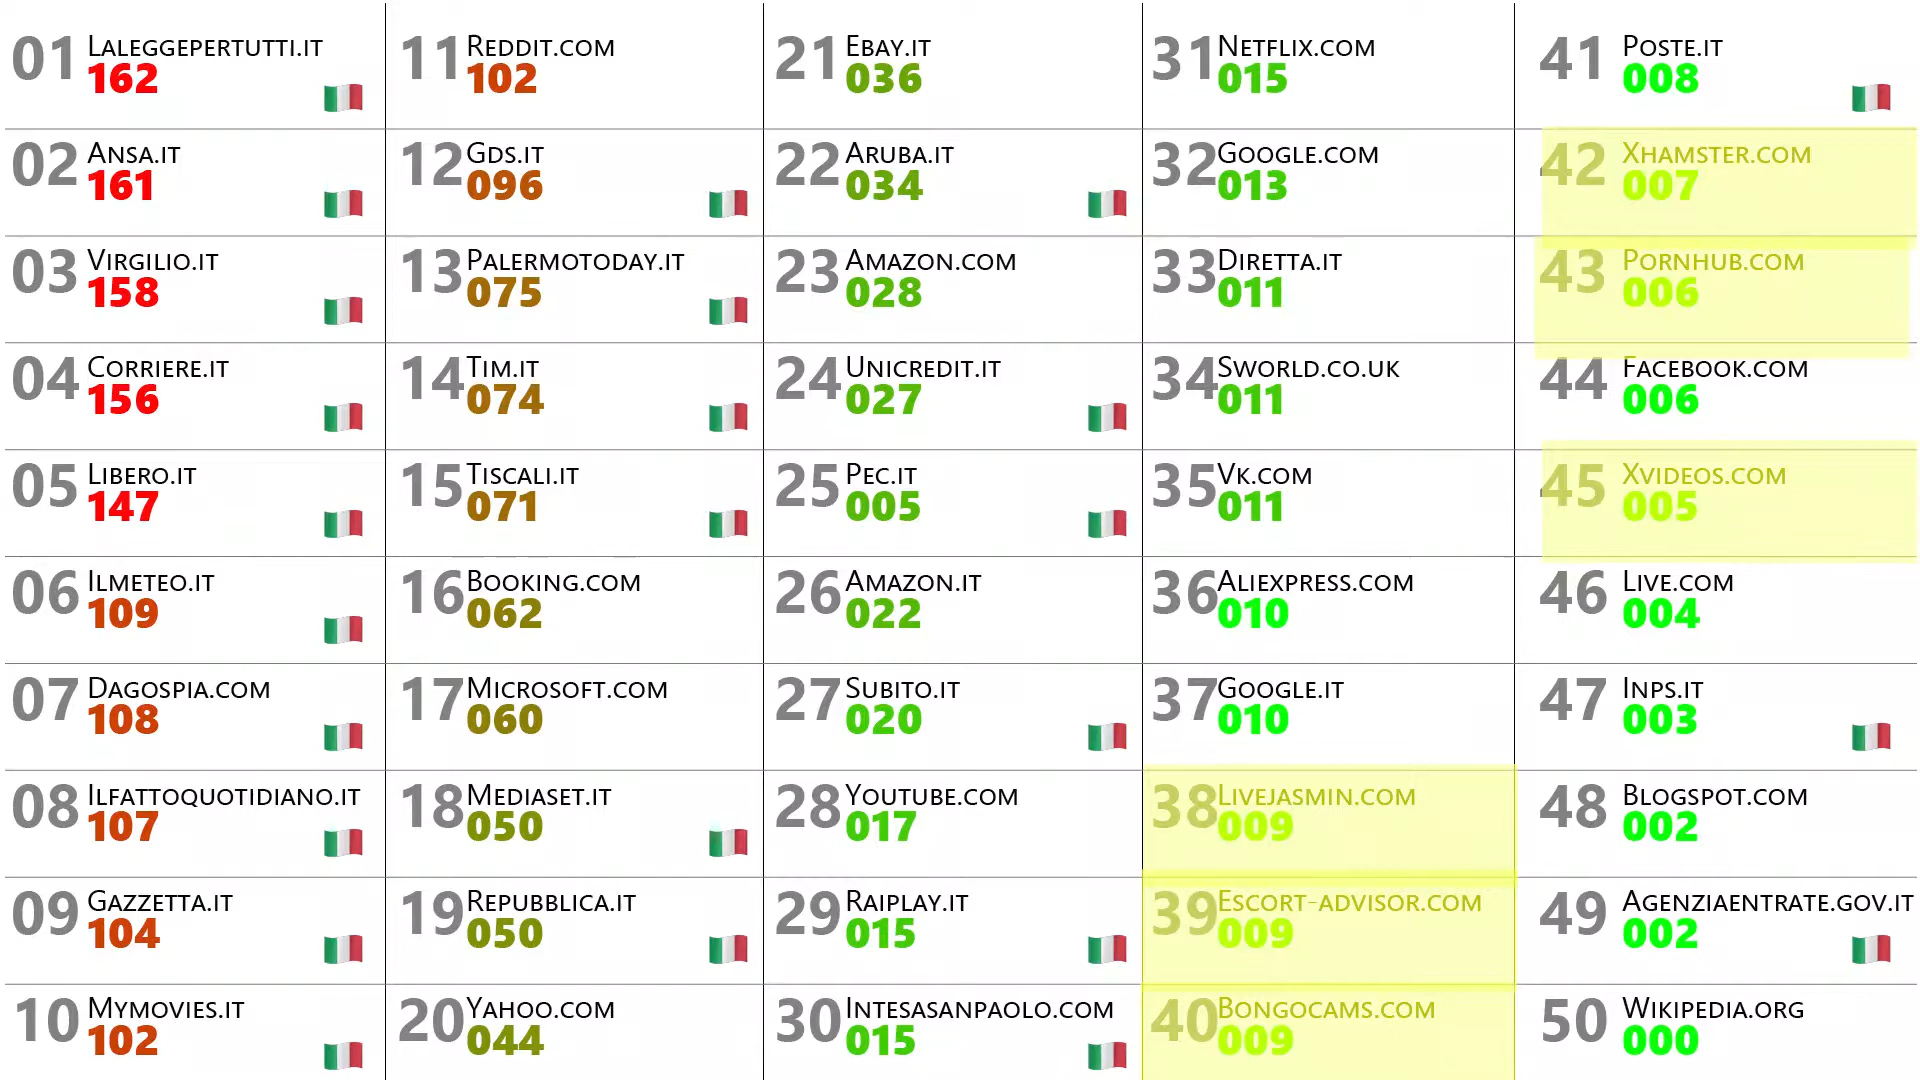 01 Laleggepertutti.it
162
02 Ansa.it
161
03 Virgilio.it
158
04 Corriere.it
156
05 Libero.it
147
06 Ilmeteo.it
109
07 Dagospia.com
108
08 Ilfattoquotidiano.it
107
09 Gazzetta.it
104
10 Mymovies.it
102
11 Reddit.com
102
12 Gds.it
096
13 Palermotoday.it
075
14 Tim.it
074
15 Tiscali.it
071
16 Booking.com
062
17 Microsoft.com
060
18 Mediaset.it
050
19 Repubblica.it
050
20 Yahoo.com
044
21 Ebay.it
036
22 Aruba.it
034
23 Amazon.com
028
24 Unicredit.it
027
25 Pec.it
005
26 Amazon.it
022
27 Subito.it
020
28 Youtube.com
017
29 Raiplay.it
015
30 Intesasanpaolo.com
015
31 Netflix.com
015
32 Google.com
013
33 Diretta.it
011
34 Sworld.co.uk
011
35 Vk.com
011
36 Aliexpress.com
010
37 Google.it
010
38 Livejasmin.com
009
39 Escort-advisor.com
009
40 Bongocams.com
009
41 Poste.it
008
42 Xhamster.com
007
43 Pornhub.com
006
44 Facebook.com
006
45 Xvideos.com
005
46 Live.com
004
47 Inps.it
003
48 Blogspot.com
002
49 Agenziaentrate.gov.it
002
50 Wikipedia.org
000